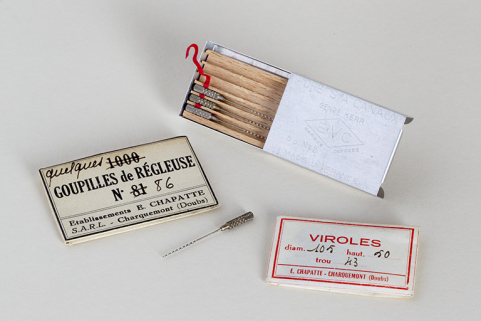 quelques 1000
COUPILLES de RÉGLEUSE
N° 81 86
Etablissements E. CHAPATTE
S.A.R.L. - Charquemont (Doubs)
VIROLES
diam. 105 haut. 50
trou 43
E. CHAPATTE - CHARQUEMONT (Doubs)